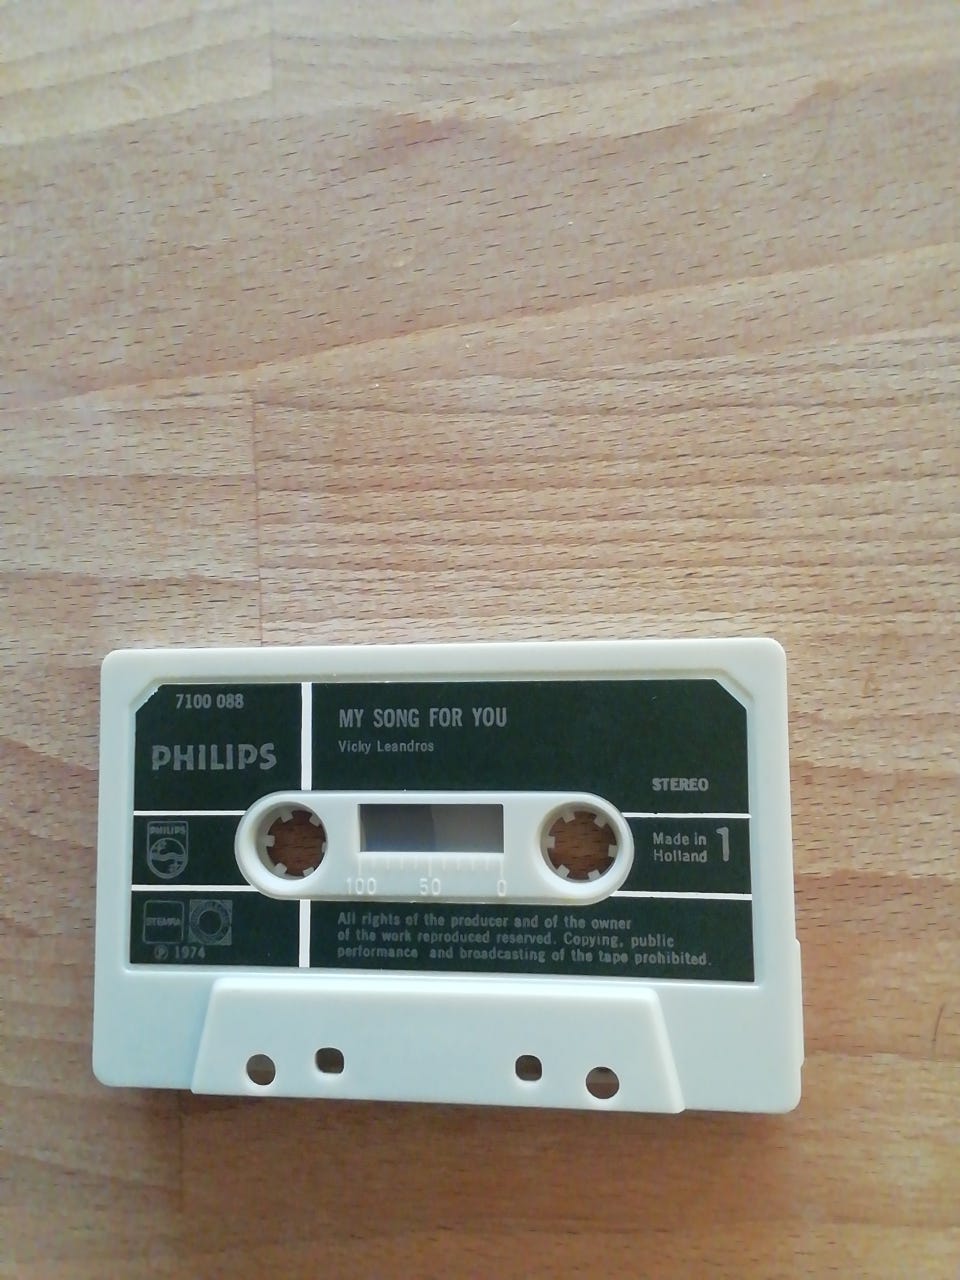 7100 088
PHILIPS
MY SONG FOR YOU
Vicky Leandros
STEREO
PHILIPS
Made in
Holland
1
100 50 0
STEMRA
℗ 1974
All rights of the producer and of the owner
of the work reproduced reserved. Copying, public
performance and broadcasting of the tape prohibited.